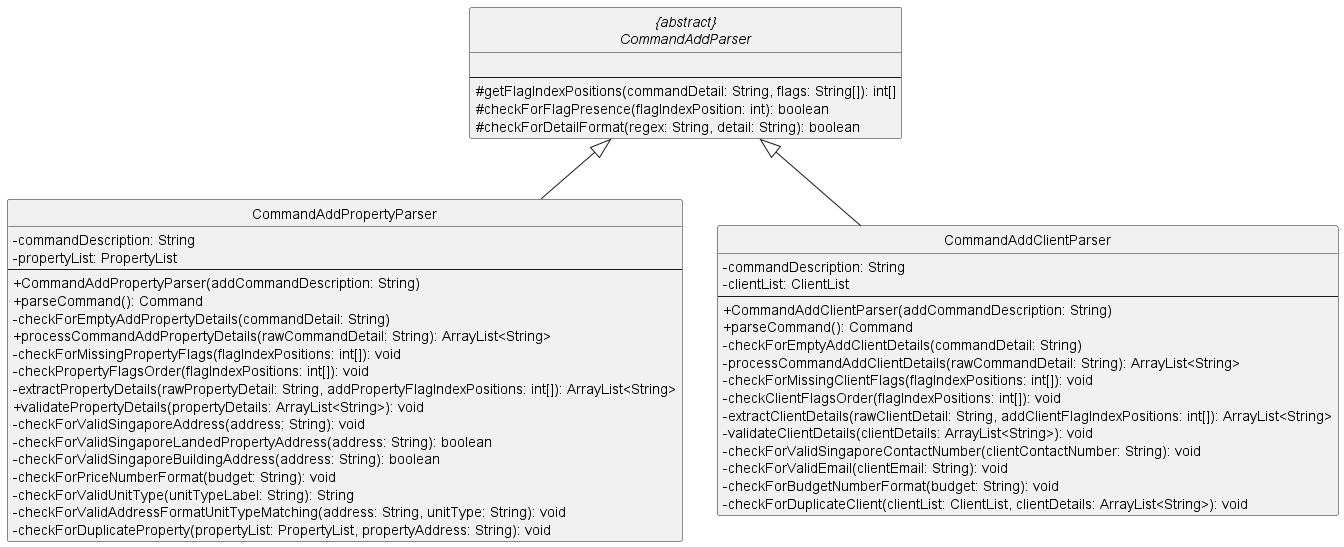 {abstract}
CommandAddParser
#getFlagIndexPositions(commandDetail: String, flags: String[]): int[]
#checkForFlagPresence(flagIndexPosition: int): boolean
#checkForDetailFormat(regex: String, detail: String): boolean
CommandAddPropertyParser
-commandDescription: String
-propertyList: PropertyList
+CommandAddPropertyParser(addCommandDescription: String)
+parseCommand(): Command
-checkForEmptyAddPropertyDetails(commandDetail: String)
+processCommandAddPropertyDetails(rawCommandDetail: String): ArrayList<String>
-checkForMissingPropertyFlags(flagIndexPositions: int[]): void
-checkPropertyFlagsOrder(flagIndexPositions: int[]): void
-extractPropertyDetails(rawPropertyDetail: String, addPropertyFlagIndexPositions: int[]): ArrayList<String>
+validatePropertyDetails(propertyDetails: ArrayList<String>): void
-checkForValidSingaporeAddress(address: String): void
-checkForValidSingaporeLandedPropertyAddress(address: String): boolean
-checkForValidSingaporeBuildingAddress(address: String): boolean
-checkForPriceNumberFormat(budget: String): void
-checkForValidUnitType(unitTypeLabel: String): String
-checkForValidAddressFormatUnitTypeMatching(address: String, unitType: String): void
-checkForDuplicateProperty(propertyList: PropertyList, propertyAddress: String): void
CommandAddClientParser
-commandDescription: String
-clientList: ClientList
+CommandAddClientParser(addCommandDescription: String)
+parseCommand(): Command
-checkForEmptyAddClientDetails(commandDetail: String)
-processCommandAddClientDetails(rawCommandDetail: String): ArrayList<String>
-checkForMissingClientFlags(flagIndexPositions: int[]): void
-checkClientFlagsOrder(flagIndexPositions: int[]): void
-extractClientDetails(rawClientDetail: String, addClientFlagIndexPositions: int[]): ArrayList<String>
-validateClientDetails(clientDetails: ArrayList<String>): void
-checkForValidSingaporeContactNumber(clientContactNumber: String): void
-checkForValidEmail(clientEmail: String): void
-checkForBudgetNumberFormat(budget: String): void
-checkForDuplicateClient(clientList: ClientList, clientDetails: ArrayList<String>): void